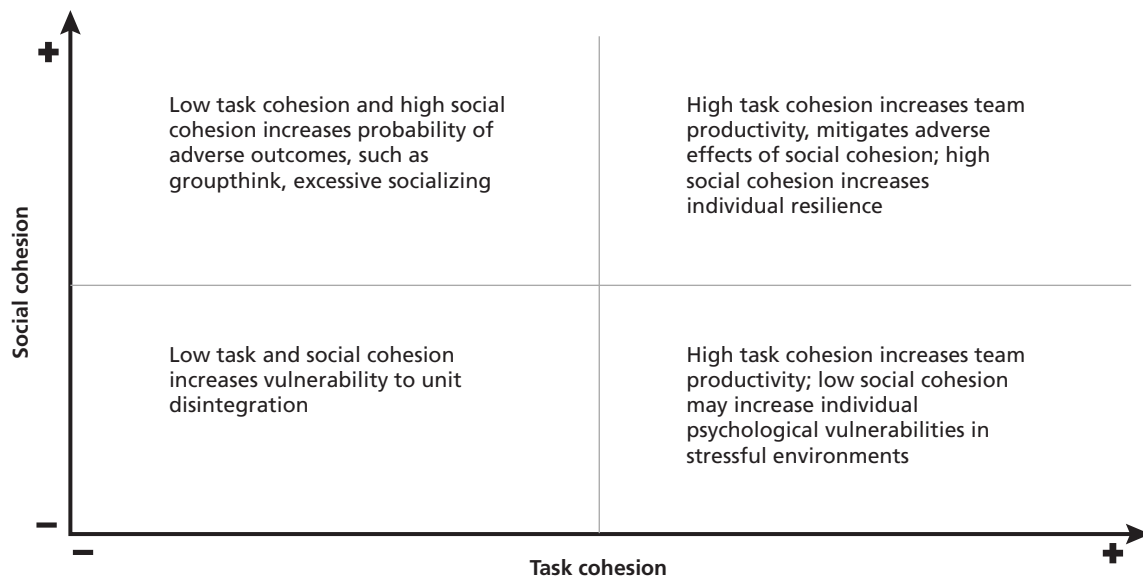 +
Low task cohesion and high social
cohesion increases probability of
adverse outcomes, such as
groupthink, excessive socializing
High task cohesion increases team
productivity, mitigates adverse
effects of social cohesion; high
social cohesion increases
individual resilience
Social cohesion
Low task and social cohesion
increases vulnerability to unit
disintegration
High task cohesion increases team
productivity; low social cohesion
may increase individual
psychological vulnerabilities in
stressful environments
–
–
+
Task cohesion